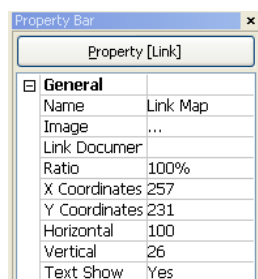 Property Bar
Property [Link]
General
Name Link Map
Image ...
Link Documer
Ratio 100%
X Coordinates 257
Y Coordinates 231
Horizontal 100
Vertical 26
Text Show Yes